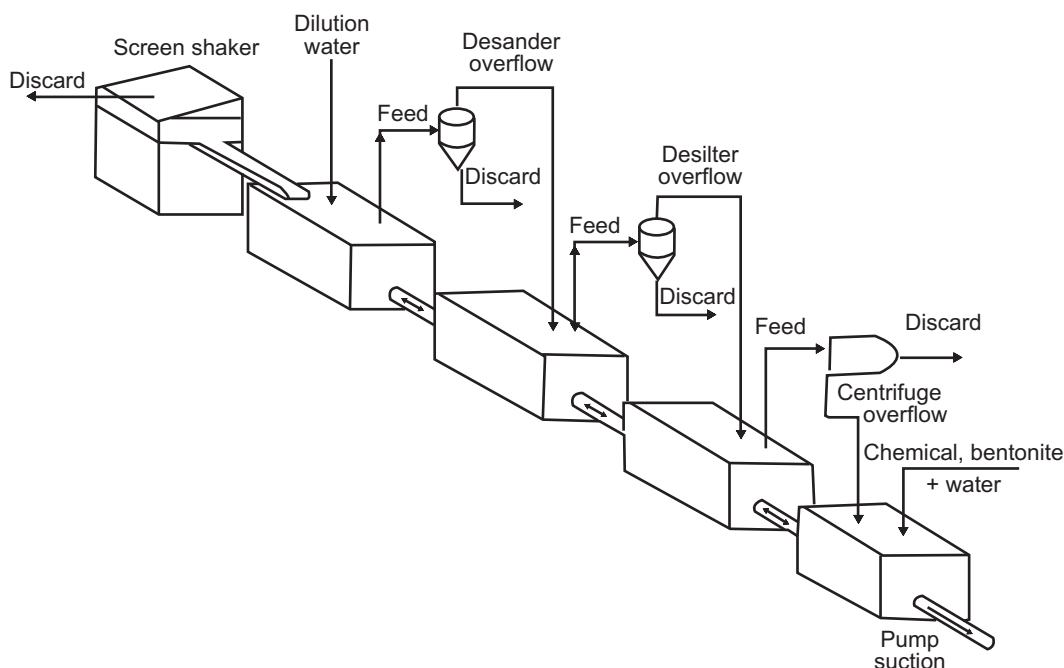 Screen shaker
Discard
Dilution
water
Desander
overflow
Feed
Discard
Desilter
overflow
Feed
Discard
Feed
Discard
Centrifuge
overflow
Chemical, bentonite
+ water
Pump
suction